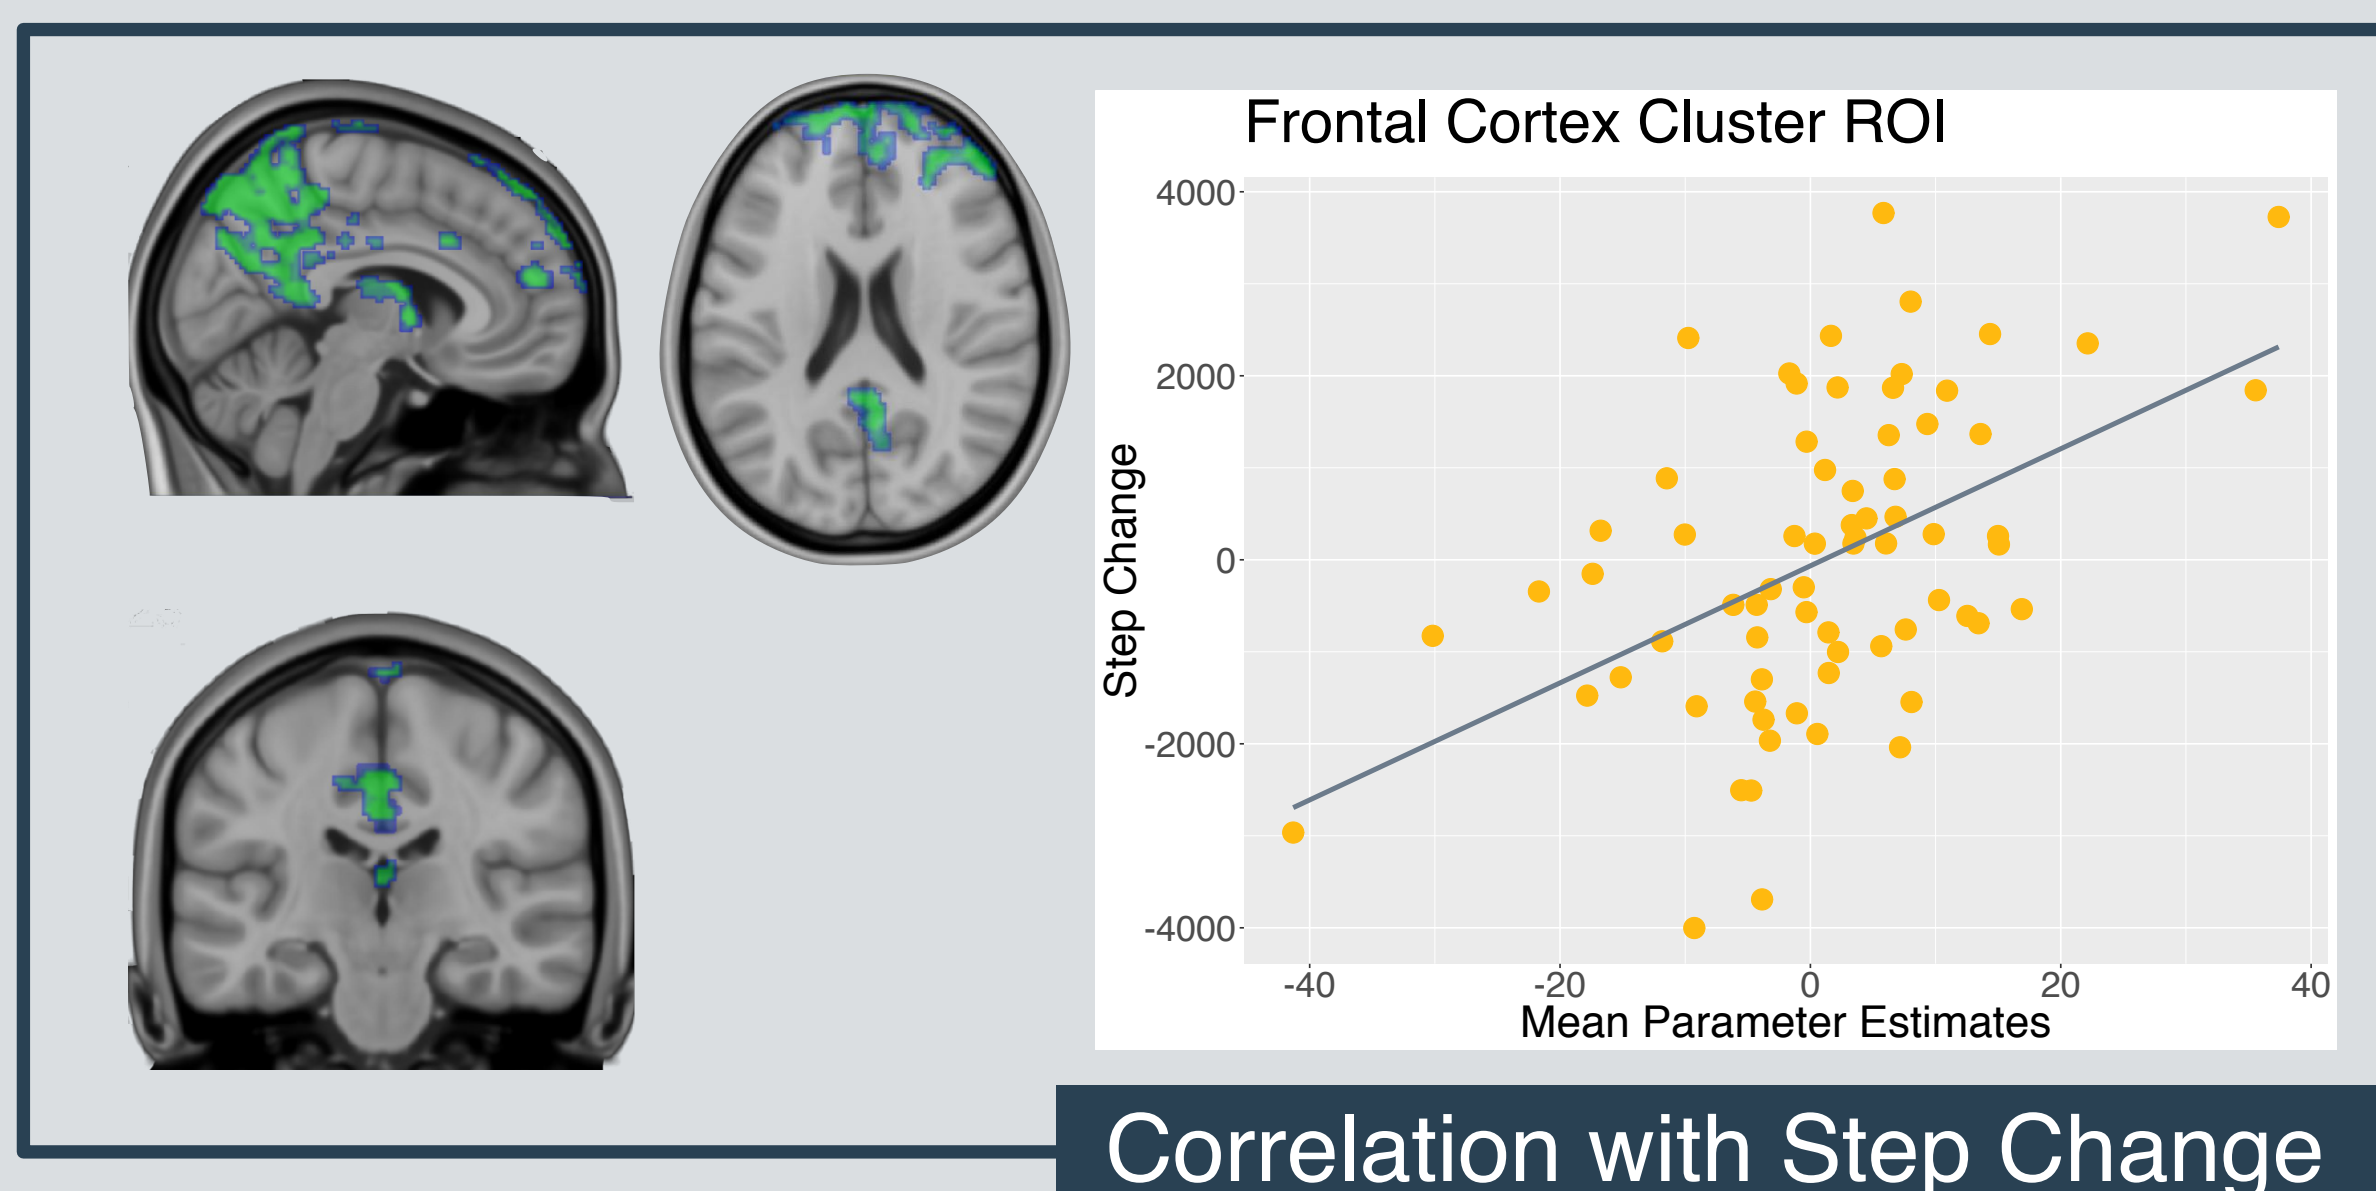 Frontal Cortex Cluster ROI
4000
2000
0
-2000
-4000
Step Change
-40 -20 0 20 40
Mean Parameter Estimates
Correlation with Step Change